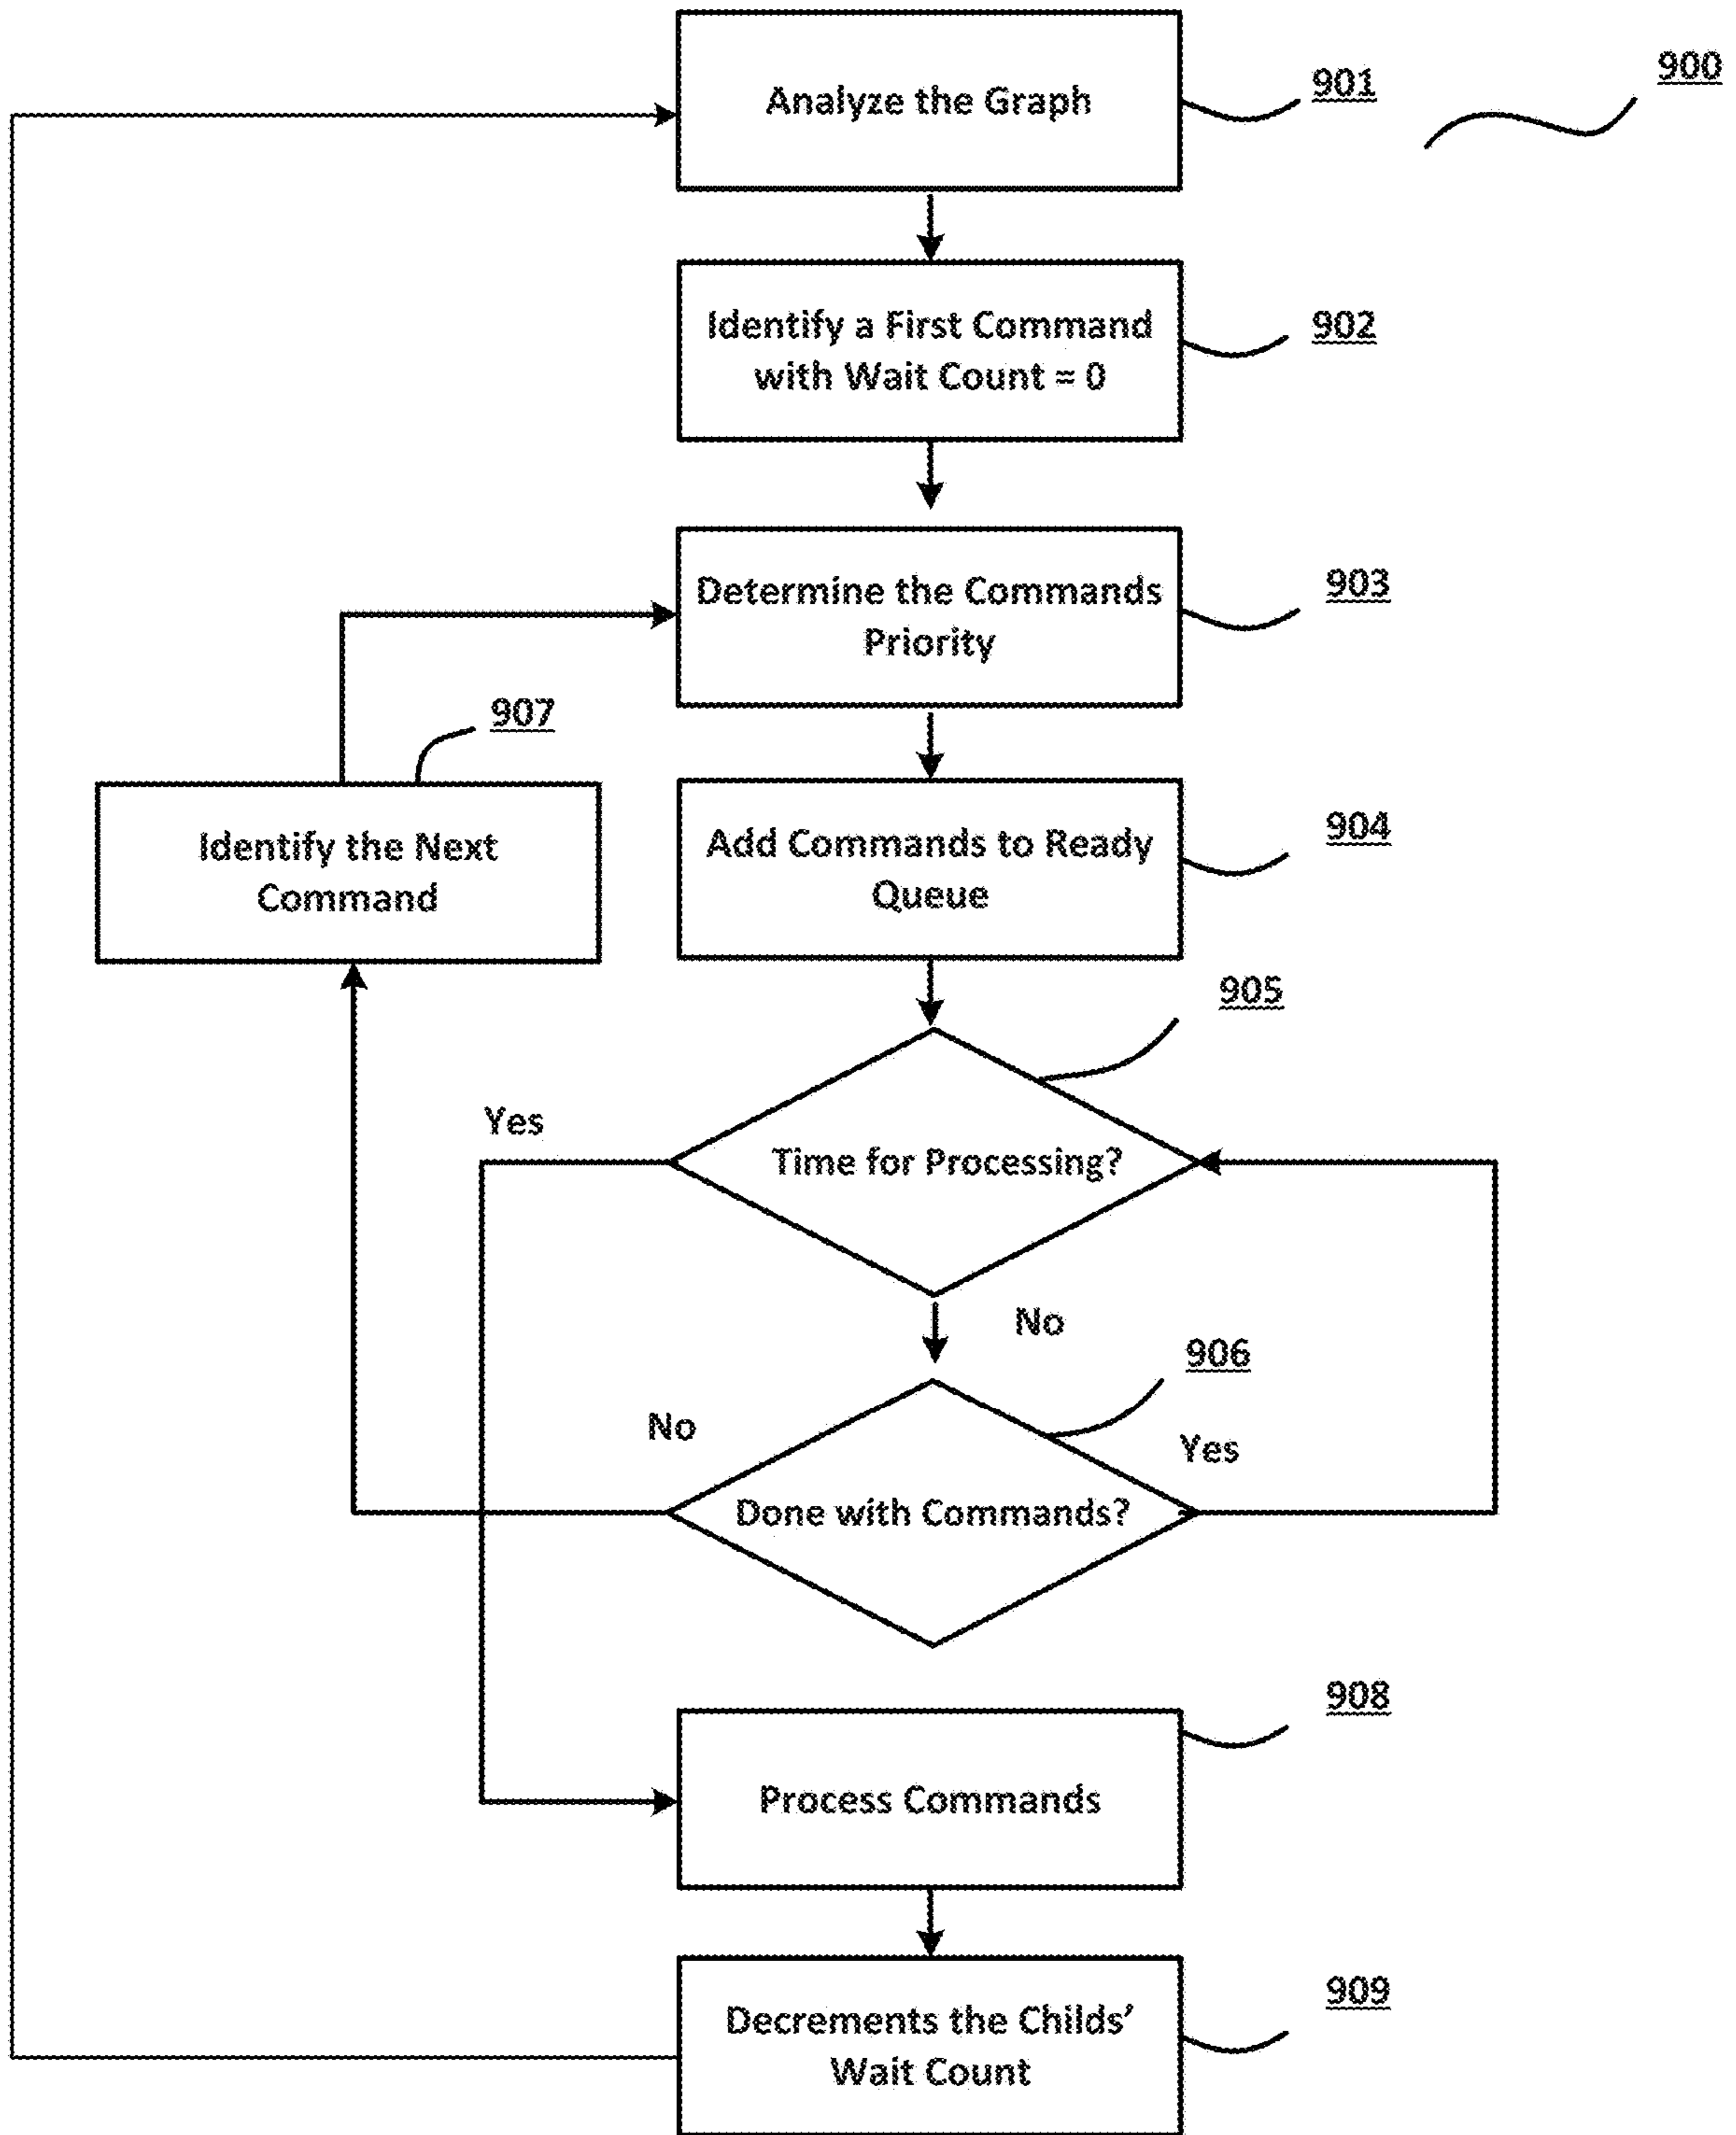 900
Analyze the Graph
901
Identify a First Command
with Wait Count = 0
902
Determine the Commands
Priority
903
907
Identify the Next
Command
Add Commands to Ready
Queue
904
905
Yes
Time for Processing?
No
906
No
Yes
Done with Commands?
908
Process Commands
Decrements the Childs’
Wait Count
909